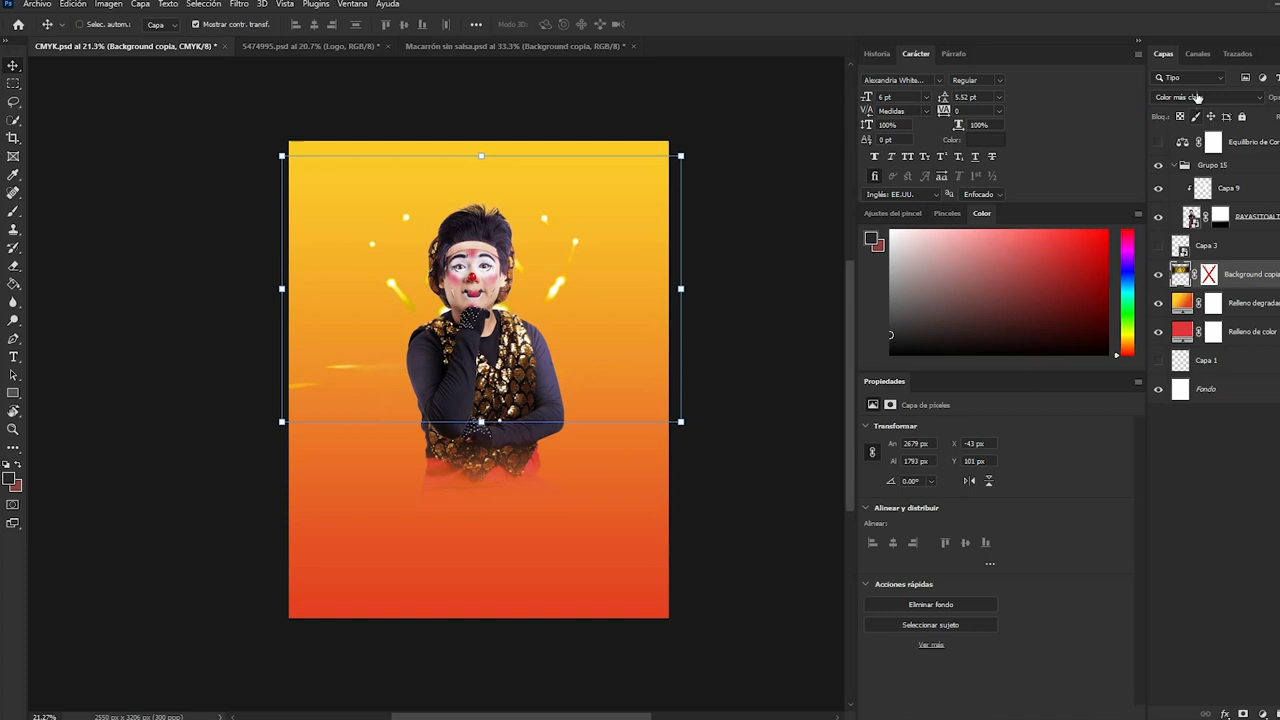 Archivo Edición Imagen Capa Texto Selección Filtro 3D Vista Plugins Ventana Ayuda
Selec. autom.: Capa Mostrar contr. transf. Modo 3D:
CMYK.psd al 21.3% (Background copia, CMYK/8) * × 5474995.psd al 20.7% (Logo, RGB/8) * × Macarrón sin salsa.psd al 33.3% (Background copia, RGB/8) * ×
Historia Carácter Párrafo
Capas Canales Trazados
Tipo
Alexandria White... Regular
6 pt 5.52 pt
Color más cl
Medidas 0
Bloq.:
100% 100%
0 pt Color:
Equilibrio de Cor
Grupo 15
Capa 9
Inglés: EE.UU. Enfocado
Ajustes del pincel Pinceles Color
PAYASITOAL
Capa 3
Background copia
Relleno degrada
Relleno de color
Capa 1
Fondo
Propiedades
Capa de píxeles
Transformar
An 2679 px X -43 px
Al 1793 px Y 101 px
0.00°
Alinear y distribuir
Alinear:
Acciones rápidas
Eliminar fondo
Seleccionar sujeto
Ver más
21.27% 2550 px x 3206 px (300 ppp)